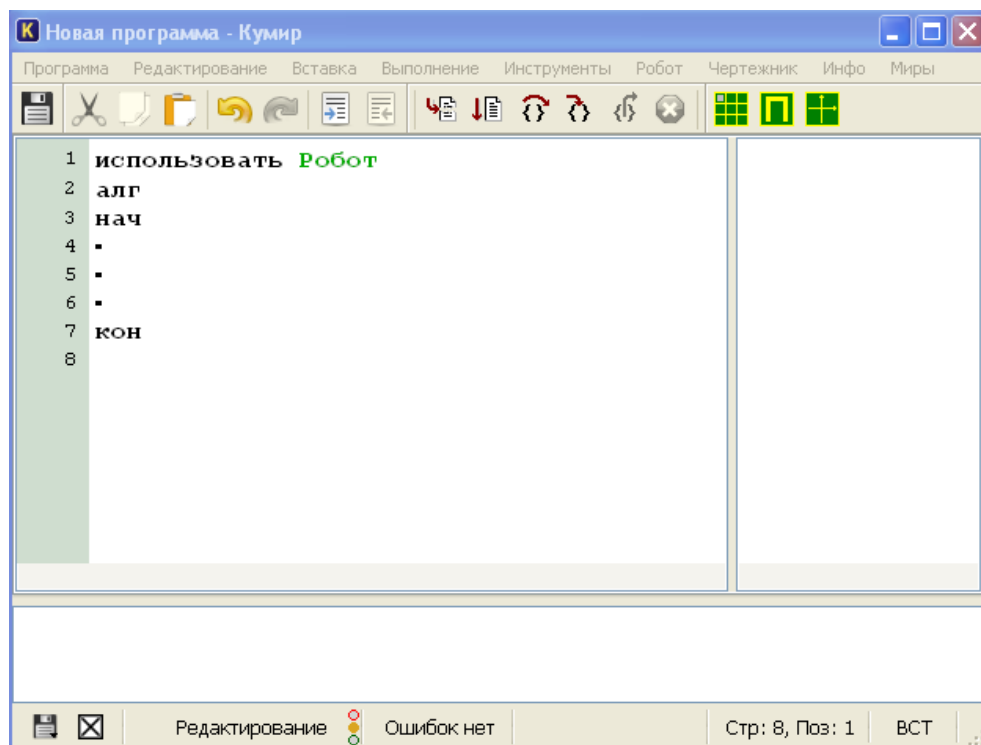 Новая программа - Кумир
Программа Редактирование Вставка Выполнение Инструменты Робот Чертежник Инфо Миры
1 использовать Робот
2 алг
3 нач
4 ▪
5 ▪
6 ▪
7 кон
8
Редактирование Ошибок нет Стр: 8, Поз: 1 ВСТ